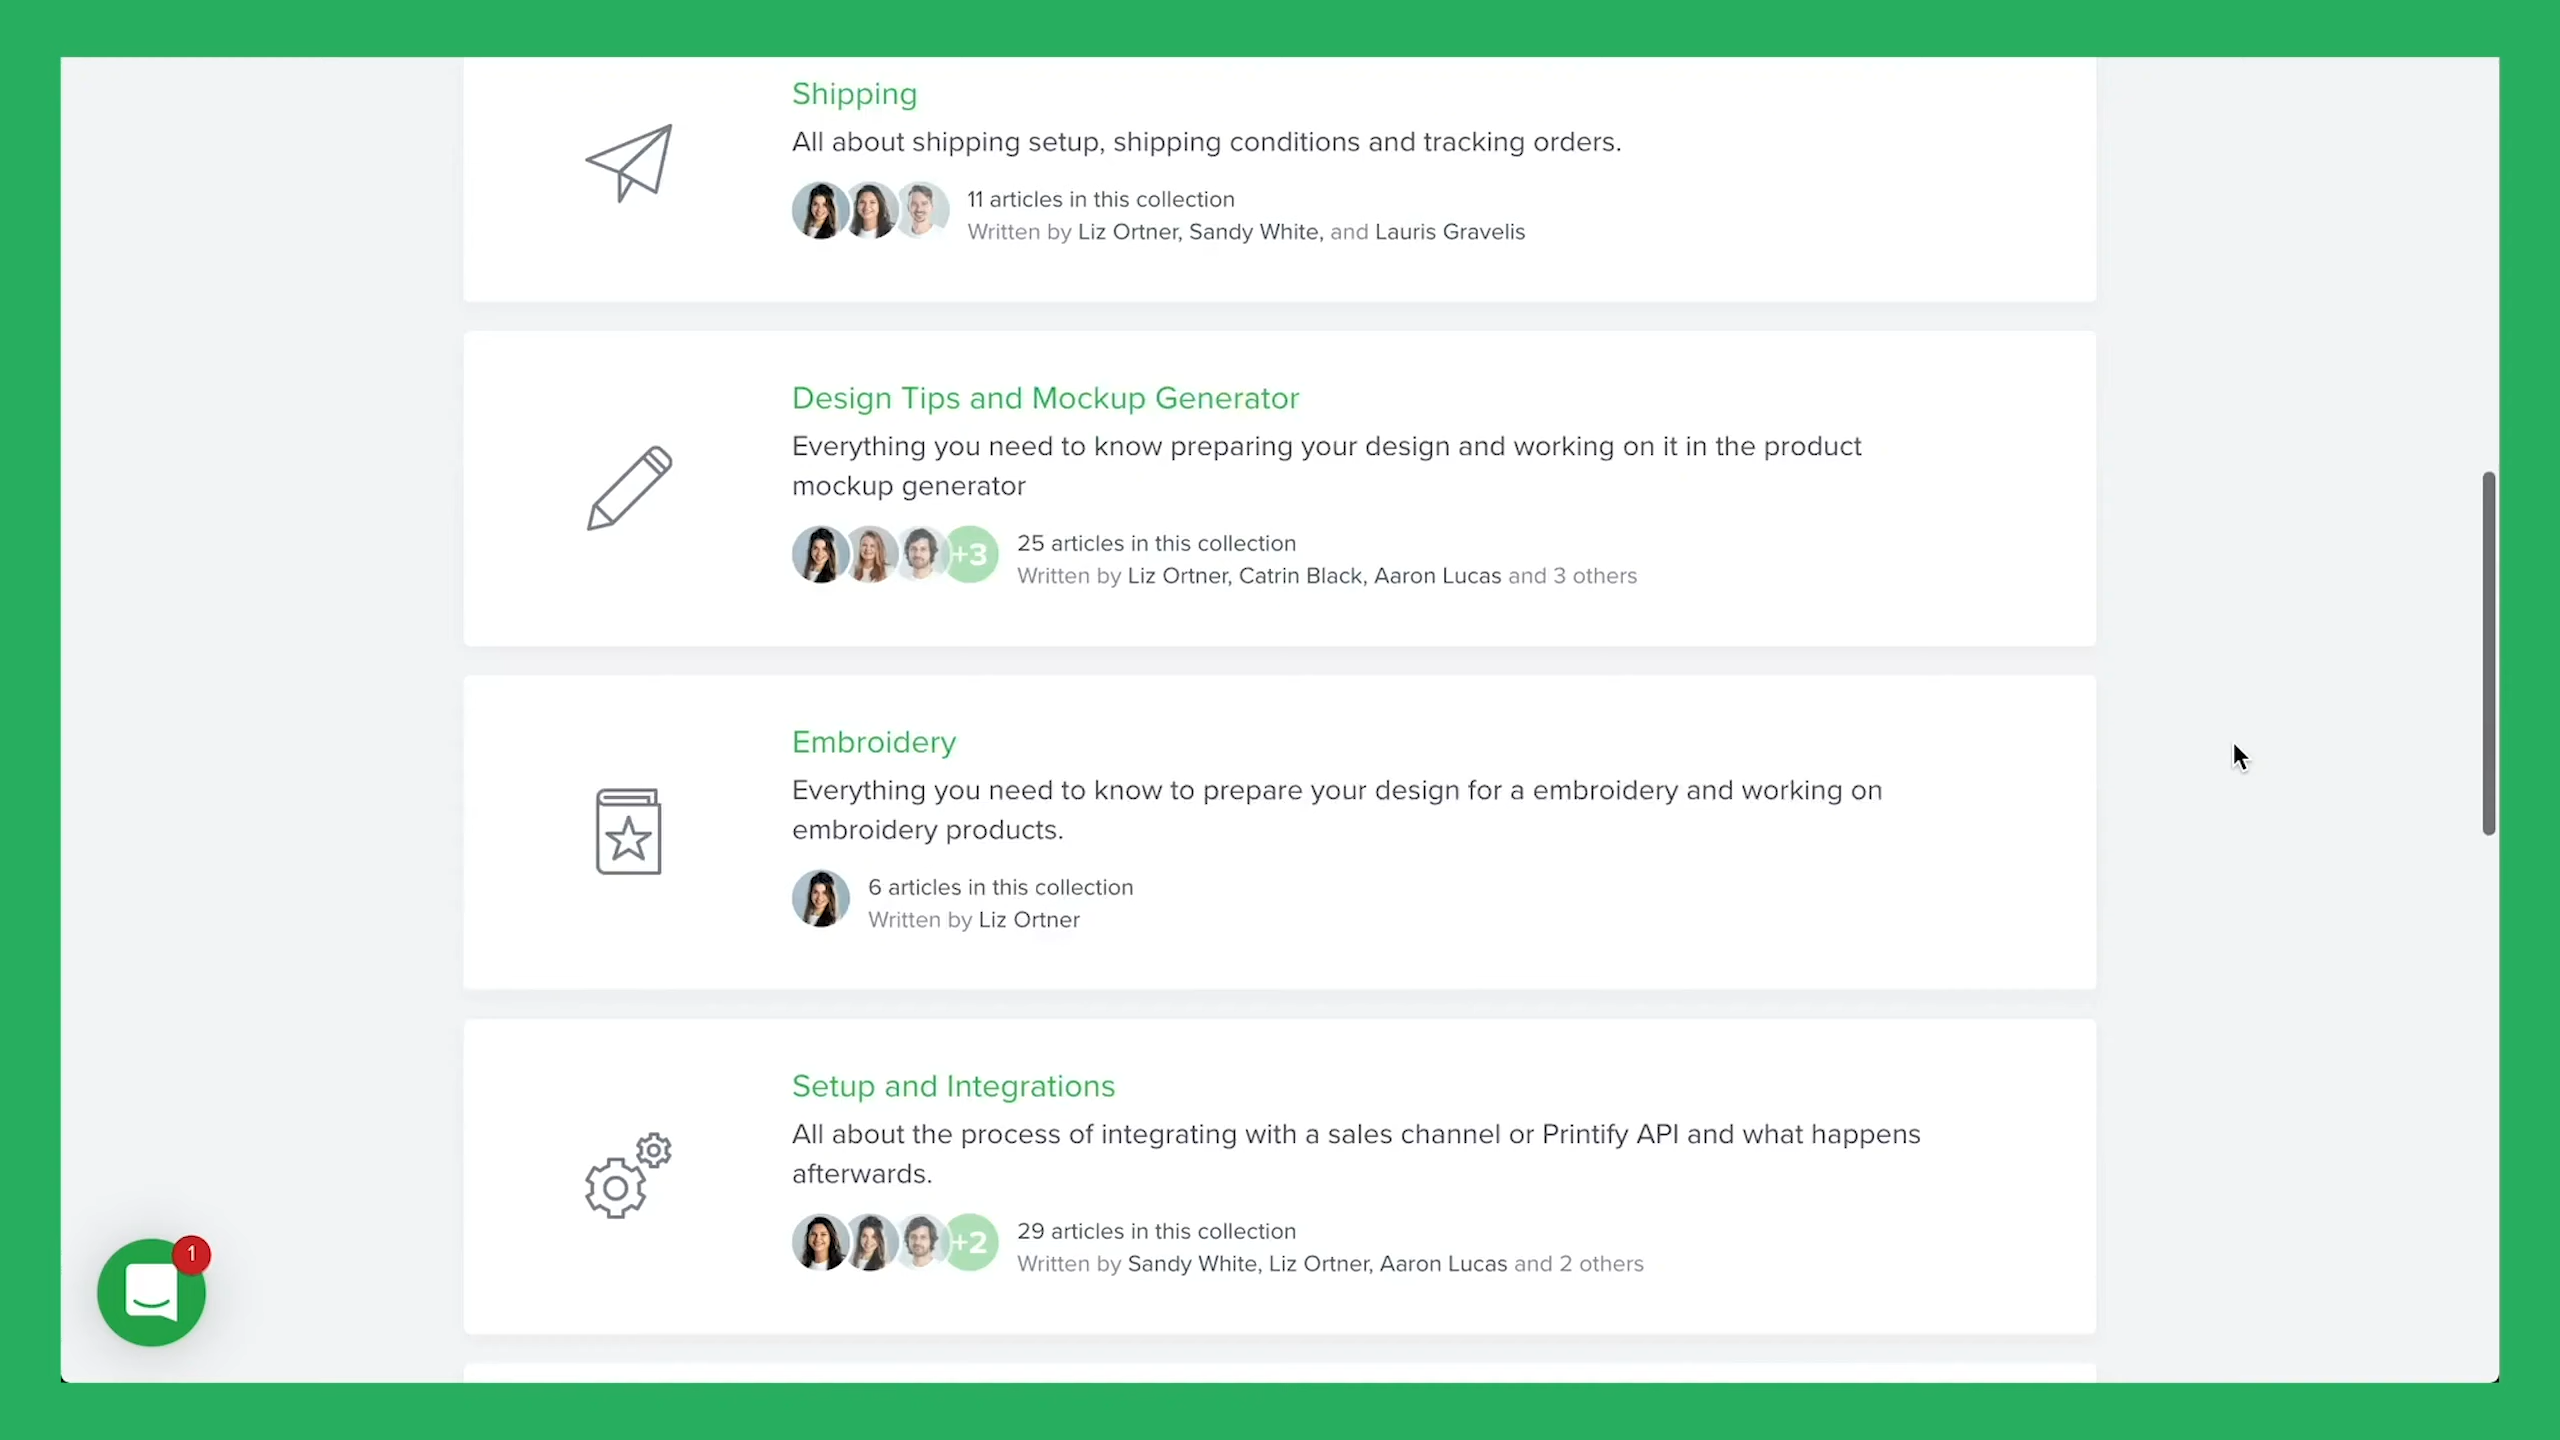 Shipping
All about shipping setup, shipping conditions and tracking orders.
11 articles in this collection
Written by Liz Ortner, Sandy White, and Lauris Gravelis
Design Tips and Mockup Generator
Everything you need to know preparing your design and working on it in the product
mockup generator
+3
25 articles in this collection
Written by Liz Ortner, Catrin Black, Aaron Lucas and 3 others
Embroidery
Everything you need to know to prepare your design for a embroidery and working on
embroidery products.
6 articles in this collection
Written by Liz Ortner
Setup and Integrations
All about the process of integrating with a sales channel or Printify API and what happens
afterwards.
+2
29 articles in this collection
Written by Sandy White, Liz Ortner, Aaron Lucas and 2 others
1